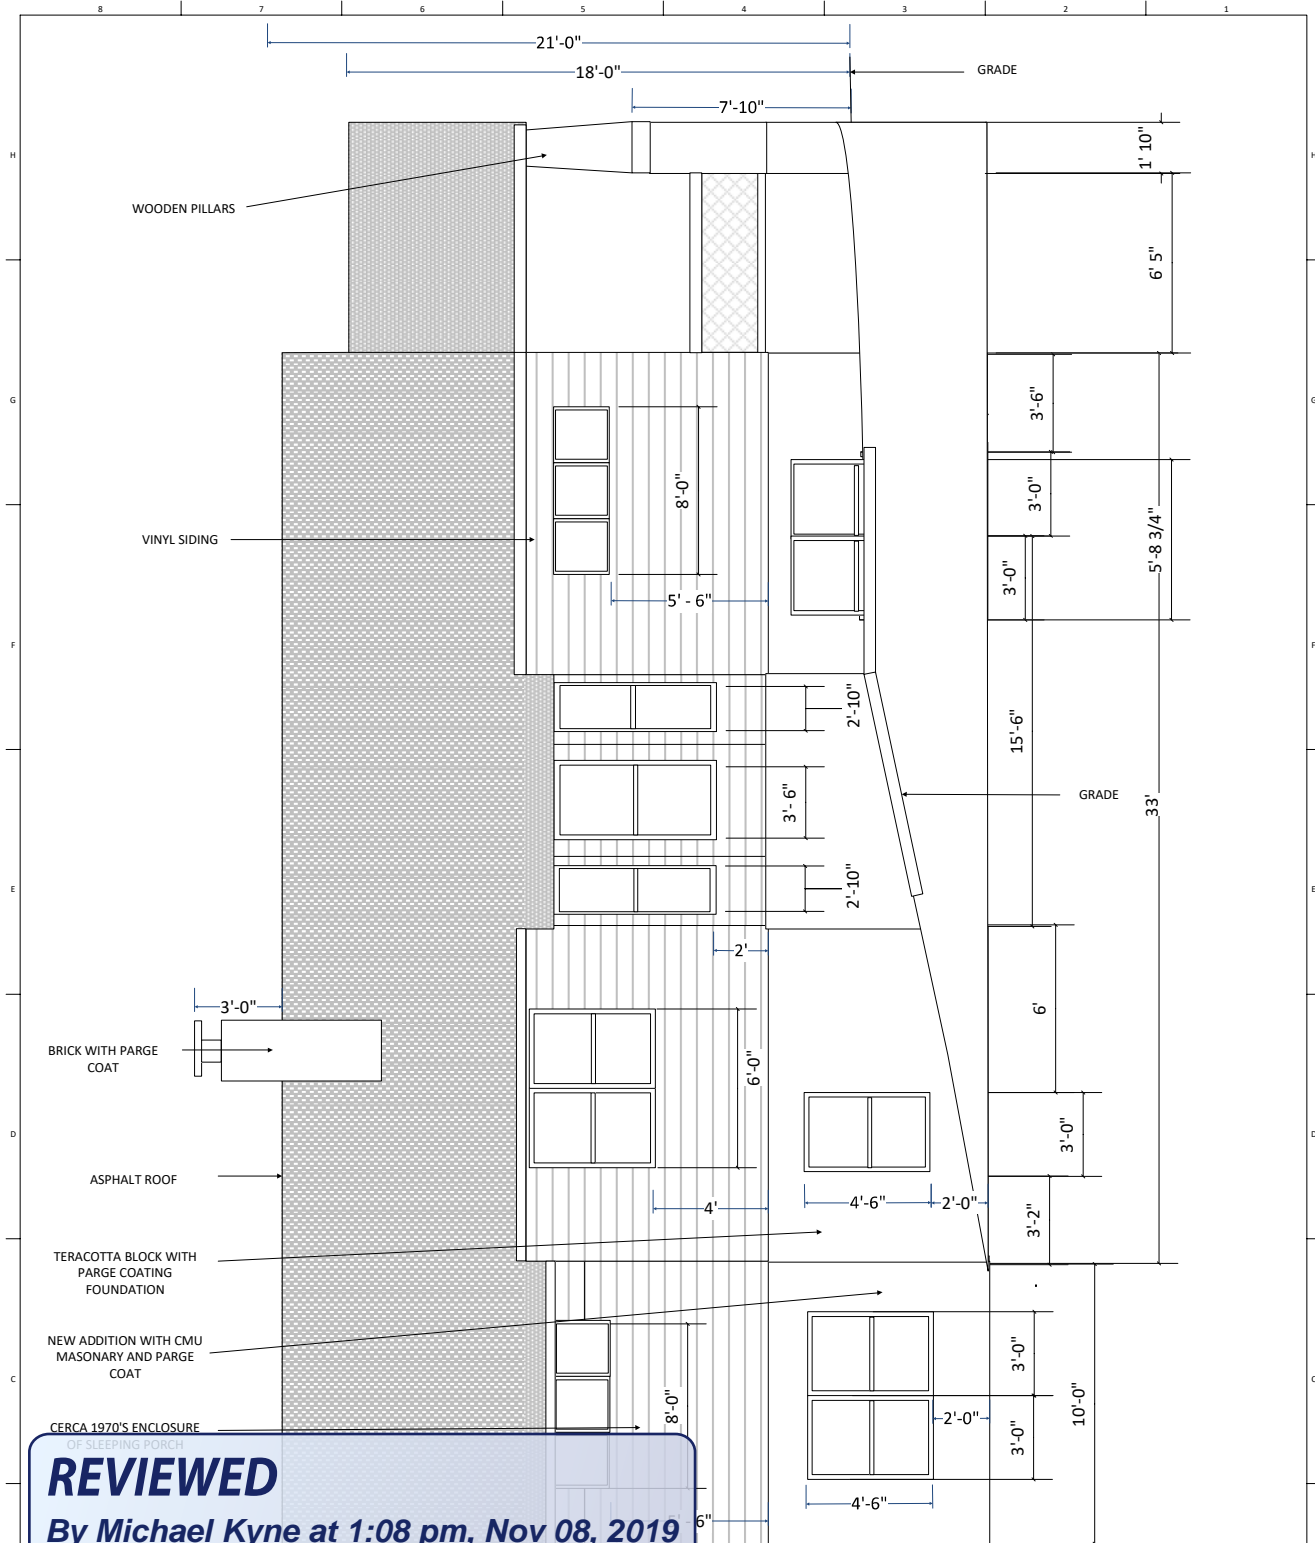 8 7 6 5 4 3 2 1
21'-0"
18'-0"
GRADE
7'-10"
H
H
1' 10"
WOODEN PILLARS
6' 5"
G
G
3'-6"
8'-0"
3'-0"
VINYL SIDING
5'-8 3/4"
3'-0"
5' - 6"
F
F
2'-10"
15'-6"
3'- 6"
GRADE
33'
2'-10"
E
E
2'
3'-0"
6'
BRICK WITH PARGE
COAT
6'-0"
D
D
3'-0"
ASPHALT ROOF
4'
4'-6"
2'-0"
3'-2"
TERACOTTA BLOCK WITH
PARGE COATING
FOUNDATION
NEW ADDITION WITH CMU
MASONARY AND PARGE
COAT
3'-0"
C
C
8'-0"
2'-0"
10'-0"
CERCA 1970'S ENCLOSURE
OF SLEEPING PORCH
3'-0"
REVIEWED
4'-6"
By Michael Kyne at 1:08 pm, Nov 08, 2019
6"